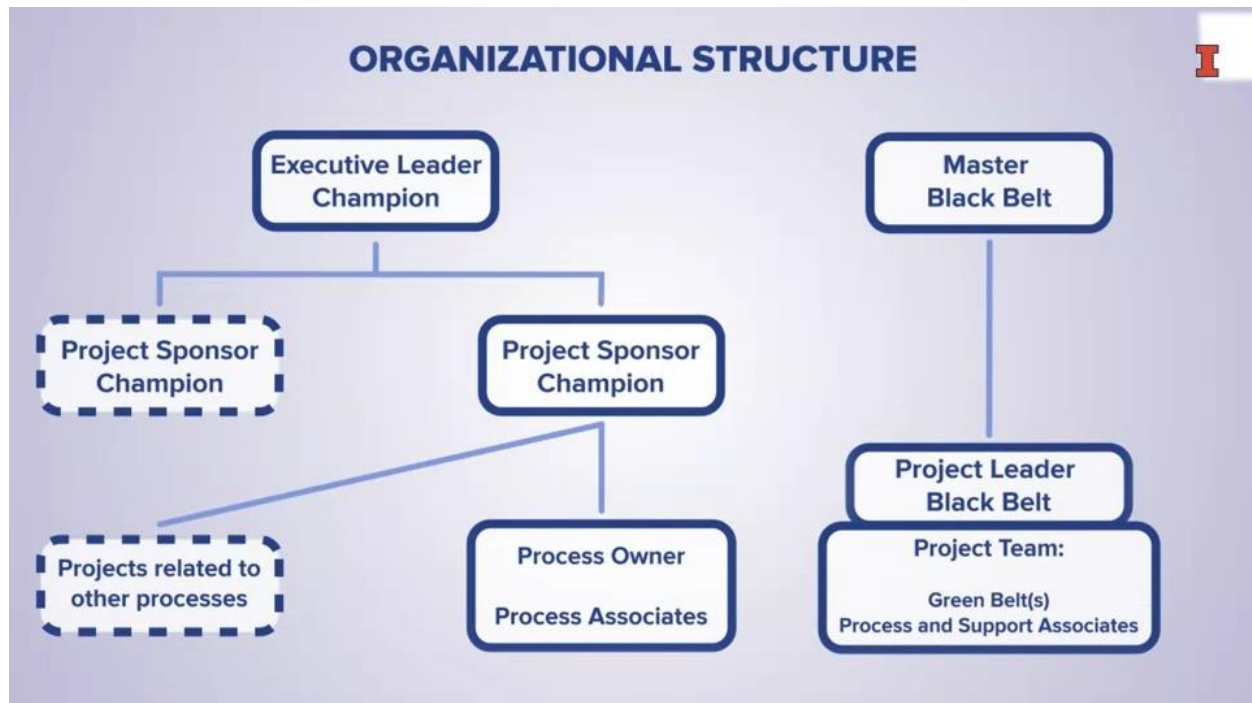 ORGANIZATIONAL STRUCTURE
I
Executive Leader
Champion
Master
Black Belt
Project Sponsor
Champion
Project Sponsor
Champion
Project Leader
Black Belt
Projects related to
other processes
Process Owner
Process Associates
Project Team:
Green Belt(s)
Process and Support Associates